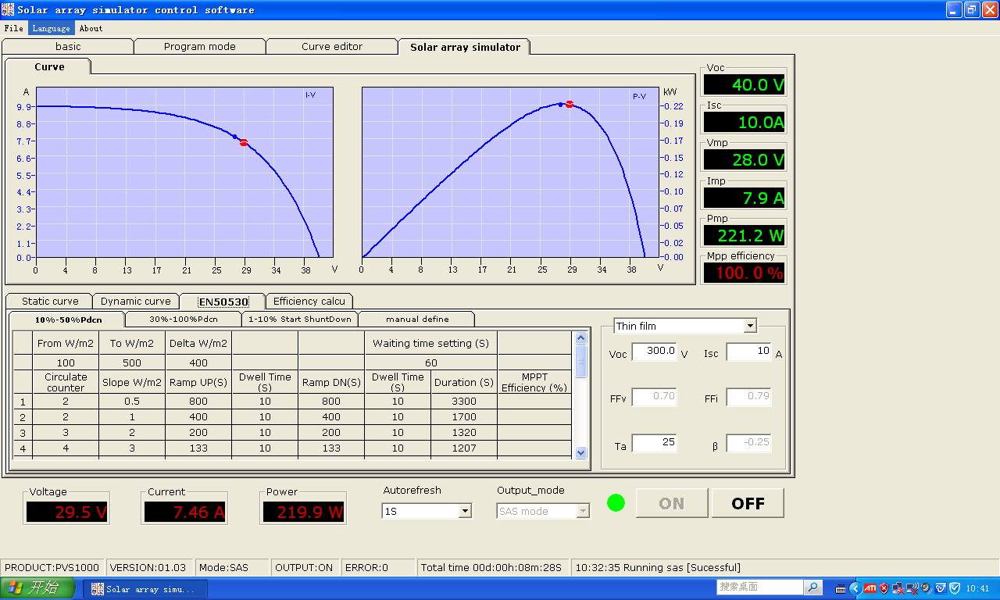 Solar array simulator control software
File Language About
basic Program mode Curve editor Solar array simulator
Curve
A I-V
9.9
8.8
7.7
6.6
5.5
4.4
3.3
2.2
1.1
0.0
0 4 8 13 17 21 25 29 34 38 V
P-V kW
0.22
0.19
0.17
0.15
0.12
0.10
0.07
0.05
0.02
0.00
0 4 8 13 17 21 25 29 34 38 V
Voc
40.0 V
Isc
10.0A
Vmp
28.0 V
Imp
7.9 A
Pmp
221.2 W
Mpp efficiency
100. 0 %
Static curve Dynamic curve EN50530 Efficiency calcu
10%-50%Pdcn 30%-100%Pdcn 1-10% Start ShuntDown manual define
From W/m2 To W/m2 Delta W/m2 Waiting time setting (S)
100 500 400 60
Circulate counter Slope W/m2 Ramp UP(S) Dwell Time (S) Ramp DN(S) Dwell Time (S) Duration (S) MPPT Efficiency (%)
1 2 0.5 800 10 800 10 3300
2 2 1 400 10 400 10 1700
3 3 2 200 10 200 10 1320
4 4 3 133 10 133 10 1207
Thin film
Voc 300.0 V Isc 10 A
FFv 0.70 FFi 0.79
Ta 25 β -0.25
Voltage
29.5 V
Current
7.46 A
Power
219.9 W
Autorefresh
1S
Output_mode
SAS mode
ON OFF
PRODUCT:PVS1000 VERSION:01.03 Mode:SAS OUTPUT:ON ERROR:0 Total time 00d:00h:08m:28S 10:32:35 Running sas [Sucessful]
开始 Solar array simu... 搜索桌面 ATI 10:41